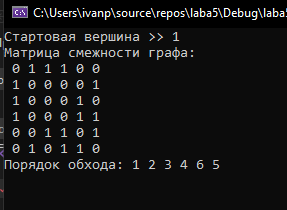 C:\Users\ivanp\source\repos\laba5\Debug\laba5
Стартовая вершина >> 1
Матрица смежности графа:
0 1 1 1 0 0
1 0 0 0 0 1
1 0 0 0 1 0
1 0 0 0 1 1
0 0 1 1 0 1
0 1 0 1 1 0
Порядок обхода: 1 2 3 4 6 5